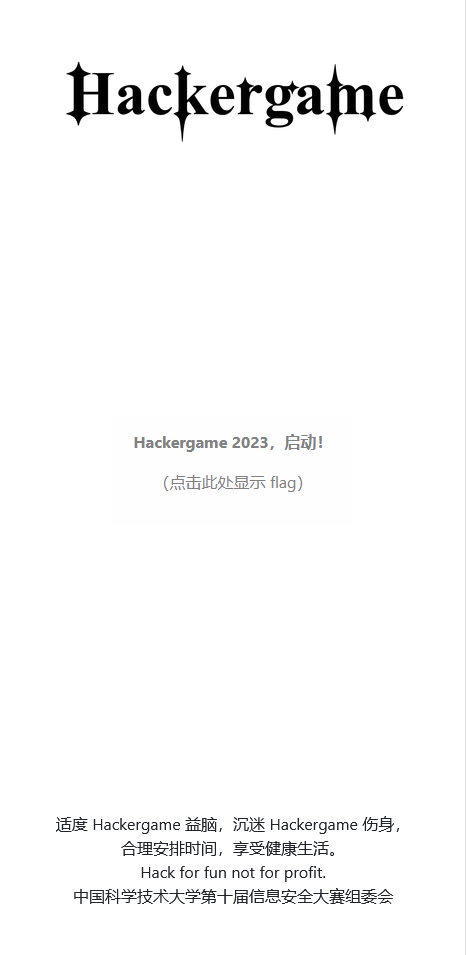 Hackergame
Hackergame 2023，启动！
（点击此处显示 flag）
适度 Hackergame 益脑，沉迷 Hackergame 伤身，
合理安排时间，享受健康生活。
Hack for fun not for profit.
中国科学技术大学第十届信息安全大赛组委会